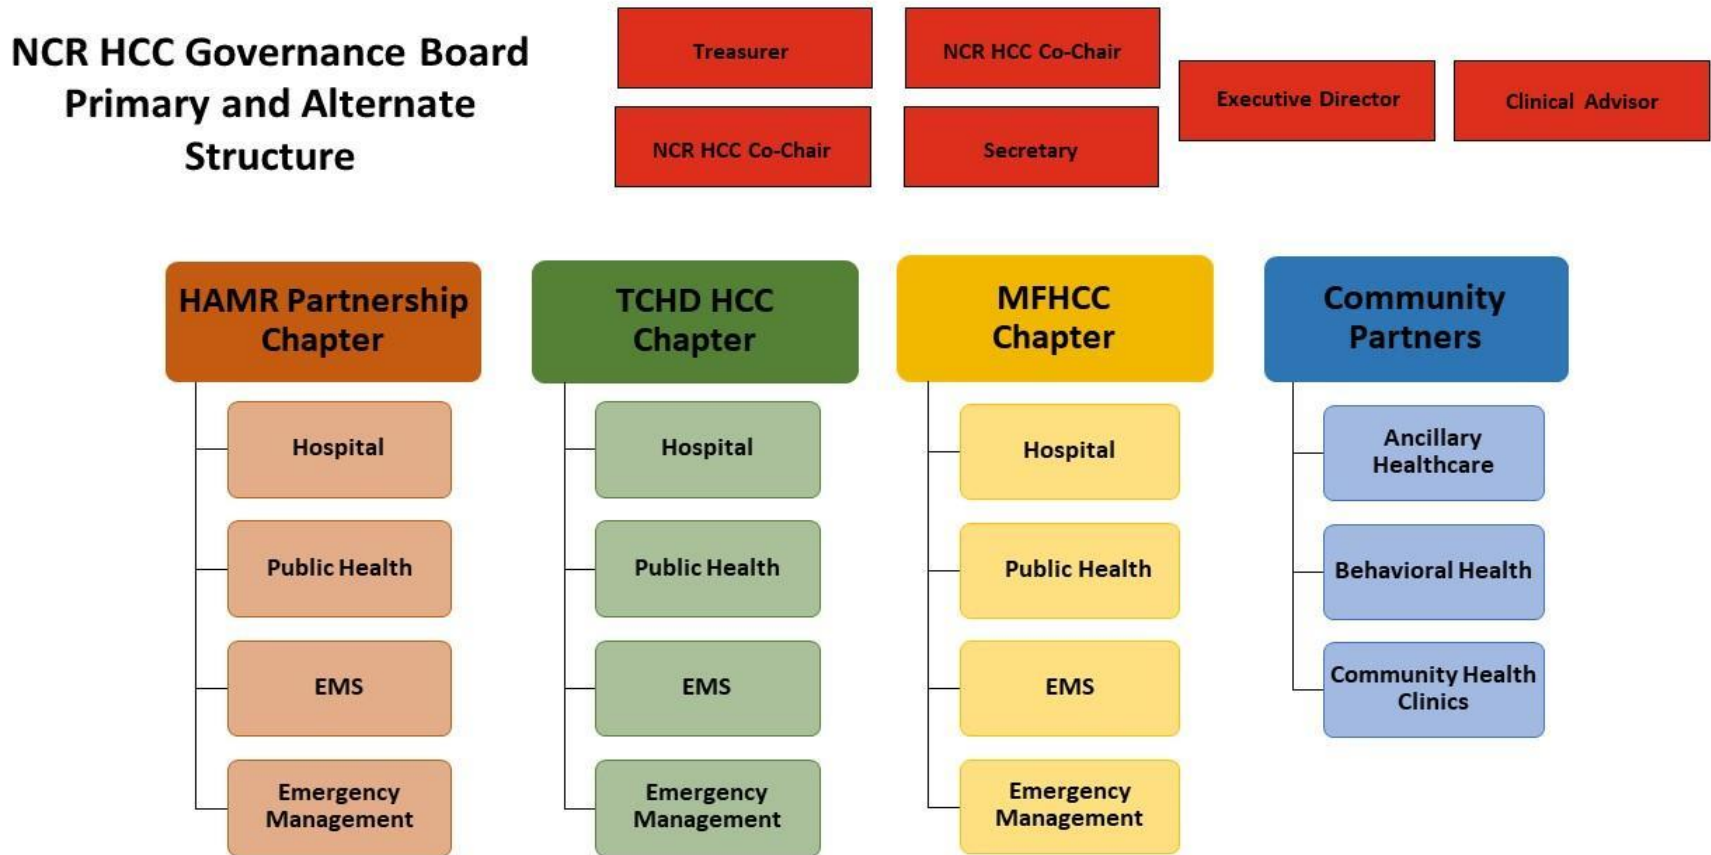 NCR HCC Governance Board
Primary and Alternate
Structure
Treasurer
NCR HCC Co-Chair
NCR HCC Co-Chair
Secretary
Executive Director
Clinical Advisor
HAMR Partnership
Chapter
Hospital
Public Health
EMS
Emergency
Management
TCHD HCC
Chapter
Hospital
Public Health
EMS
Emergency
Management
MFHCC
Chapter
Hospital
Public Health
EMS
Emergency
Management
Community
Partners
Ancillary
Healthcare
Behavioral Health
Community Health
Clinics